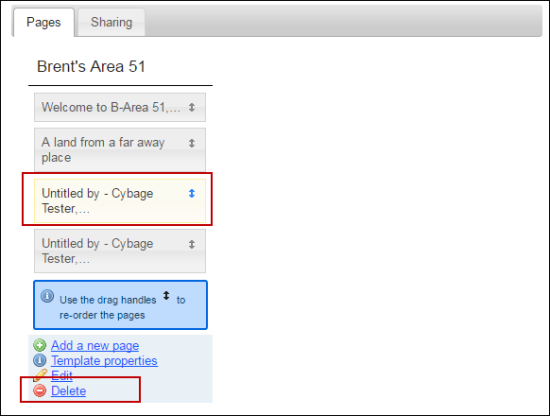 Pages Sharing
Brent's Area 51
Welcome to B-Area 51,...
A land from a far away
place
Untitled by - Cybage
Tester,...
Untitled by - Cybage
Tester,...
Use the drag handles to
re-order the pages
Add a new page
Template properties
Edit
Delete